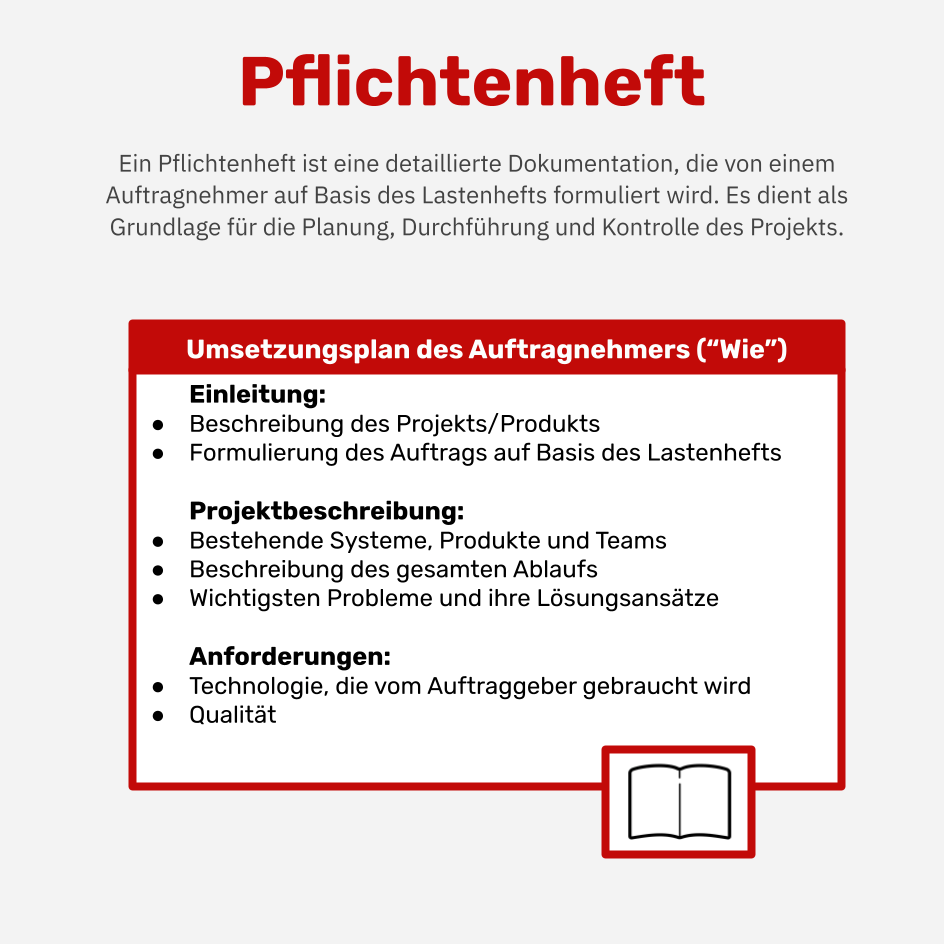 Pflichtenheft
Ein Pflichtenheft ist eine detaillierte Dokumentation, die von einem
Auftragnehmer auf Basis des Lastenhefts formuliert wird. Es dient als
Grundlage für die Planung, Durchführung und Kontrolle des Projekts.
Umsetzungsplan des Auftragnehmers (“Wie”)
Einleitung:
● Beschreibung des Projekts/Produkts
● Formulierung des Auftrags auf Basis des Lastenhefts
Projektbeschreibung:
● Bestehende Systeme, Produkte und Teams
● Beschreibung des gesamten Ablaufs
● Wichtigsten Probleme und ihre Lösungsansätze
Anforderungen:
● Technologie, die vom Auftraggeber gebraucht wird
● Qualität